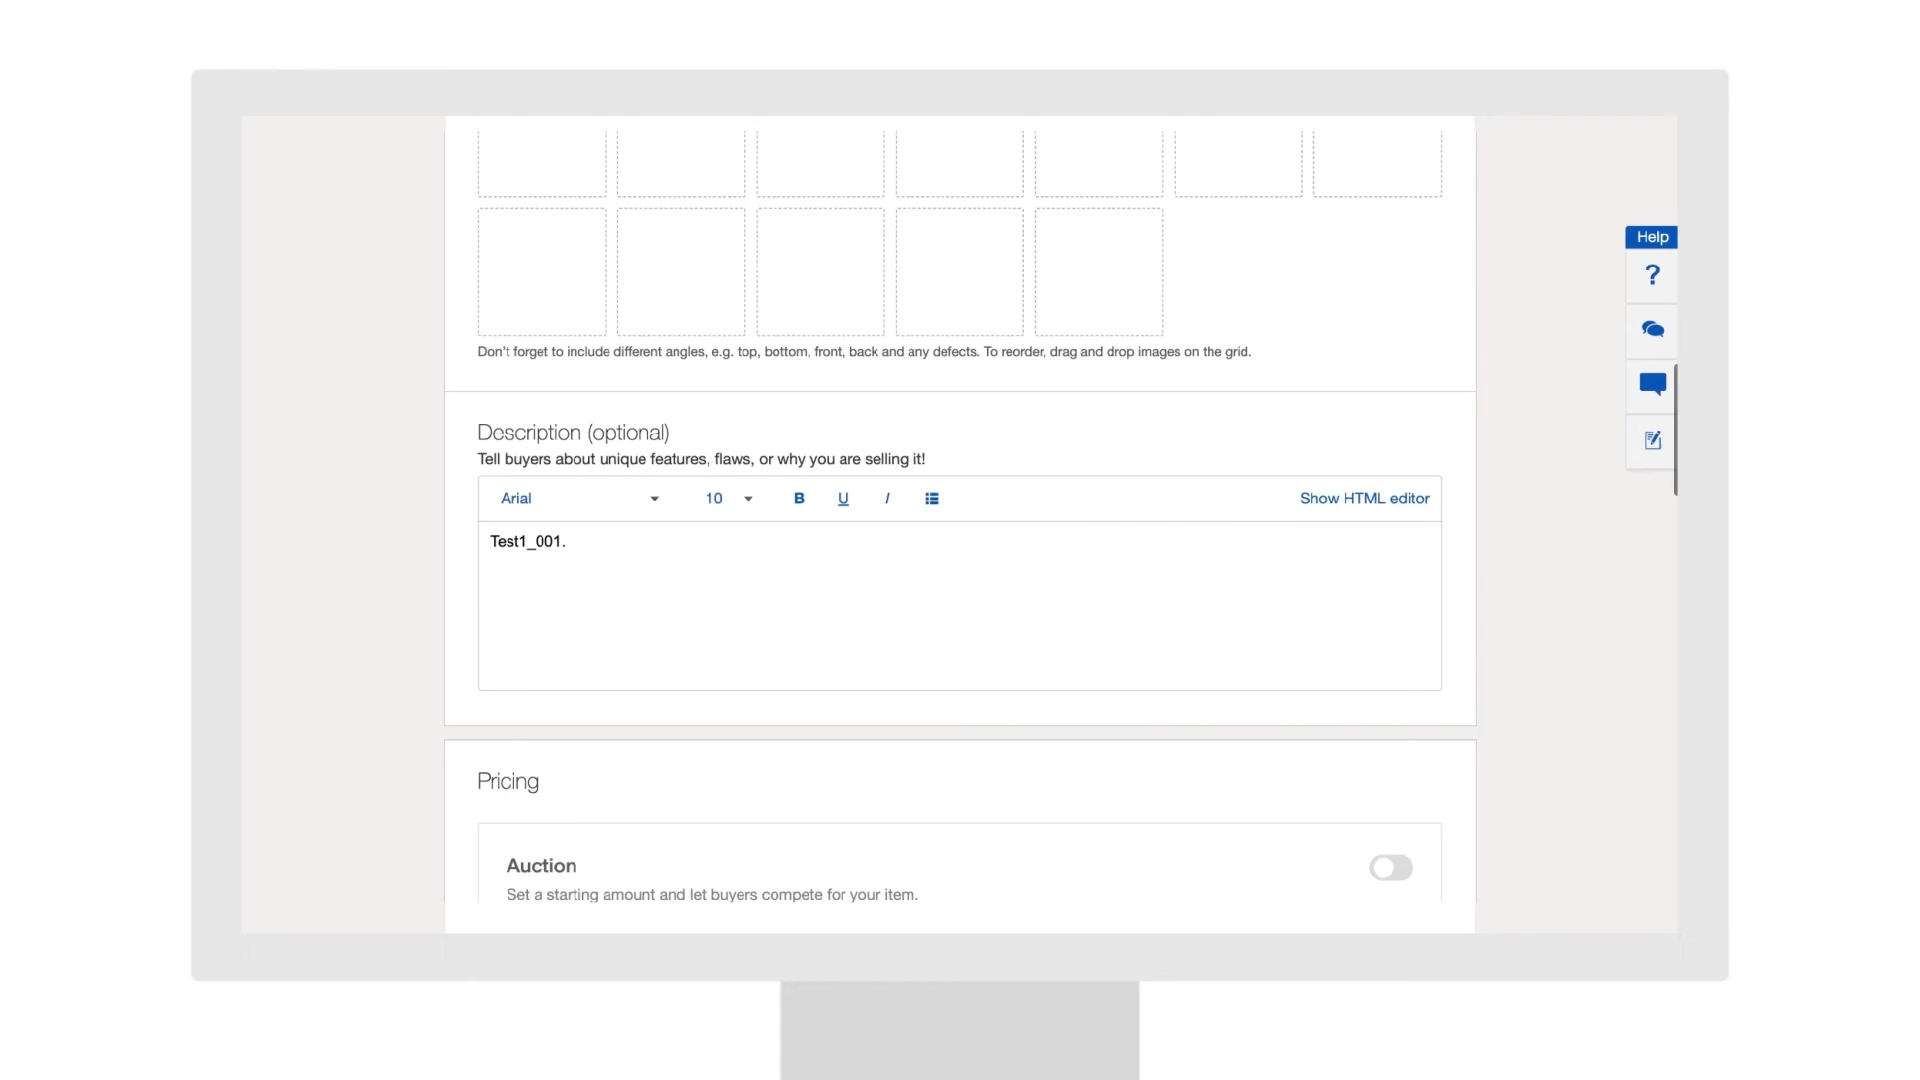 Help
?
Don't forget to include different angles, e.g. top, bottom, front, back and any defects. To reorder, drag and drop images on the grid.
Description (optional)
Tell buyers about unique features, flaws, or why you are selling it!
Arial 10 B U I Show HTML editor
Test1_001.
Pricing
Auction
Set a starting amount and let buyers compete for your item.